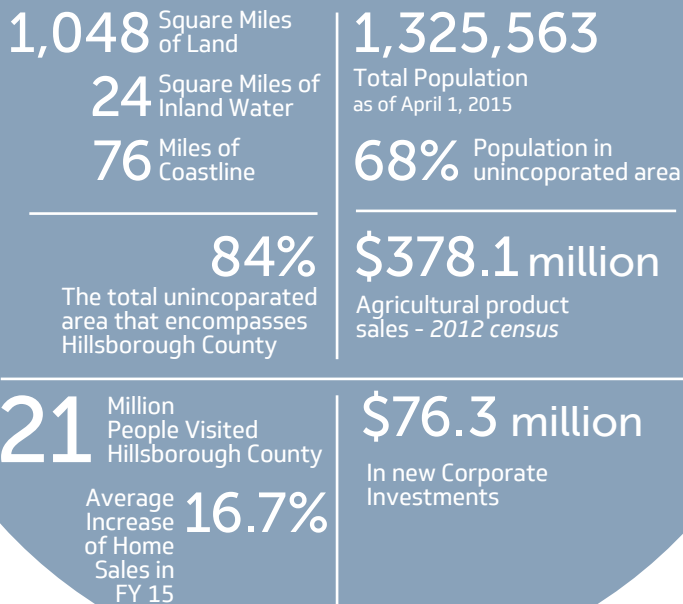 1,048 Square Miles
of Land
24 Square Miles of
Inland Water
76 Miles of
Coastline
1,325,563
Total Population
as of April 1, 2015
68% Population in
unincoporated area
84%
The total unincoparated
area that encompasses
Hillsborough County
$378.1 million
Agricultural product
sales - 2012 census
21 Million
People Visited
Hillsborough County
Average
Increase
of Home
Sales in
FY 15
16.7%
$76.3 million
In new Corporate
Investments